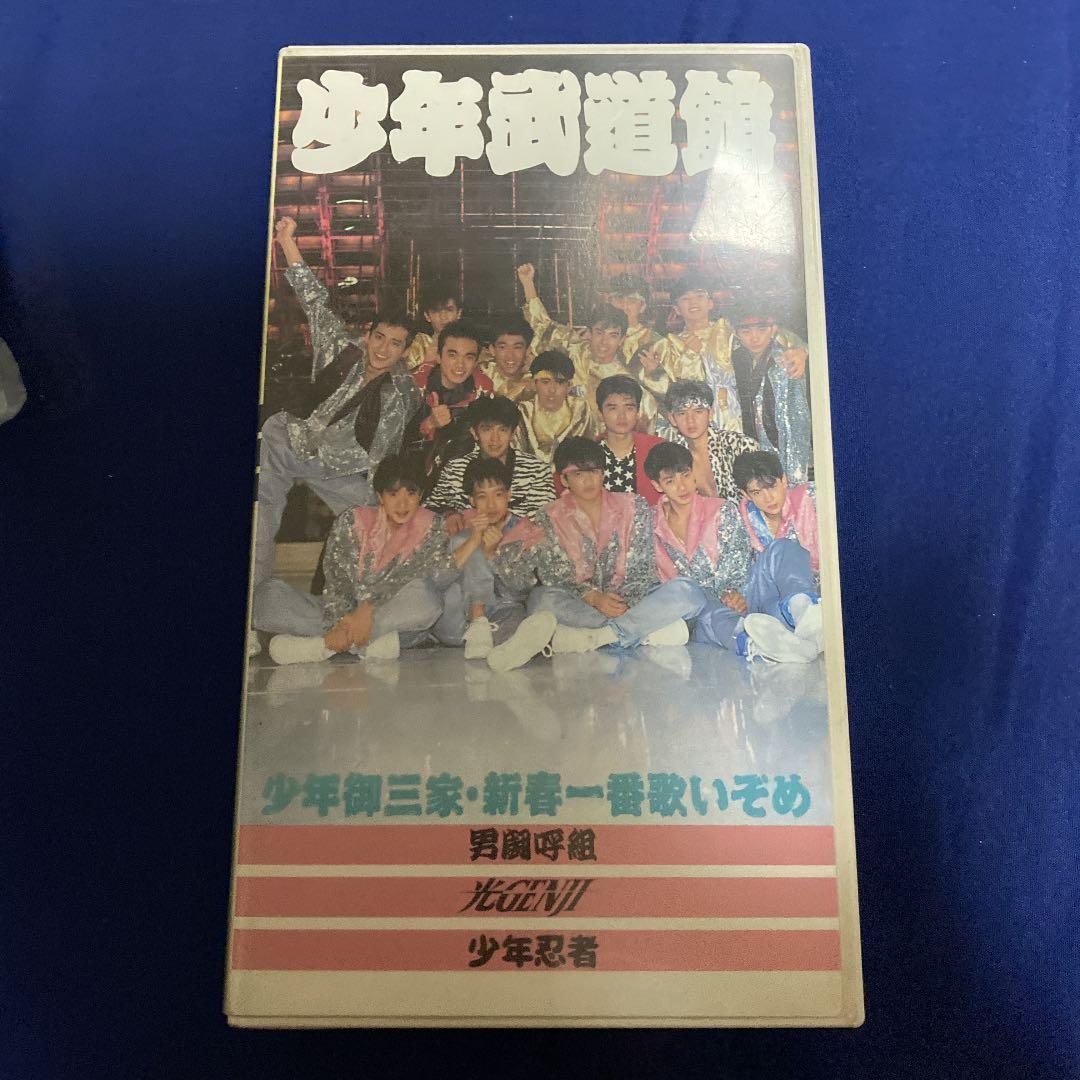 少年武道館
少年御三家・新春一番歌いぞめ
男闘呼組
光GENJI
少年忍者